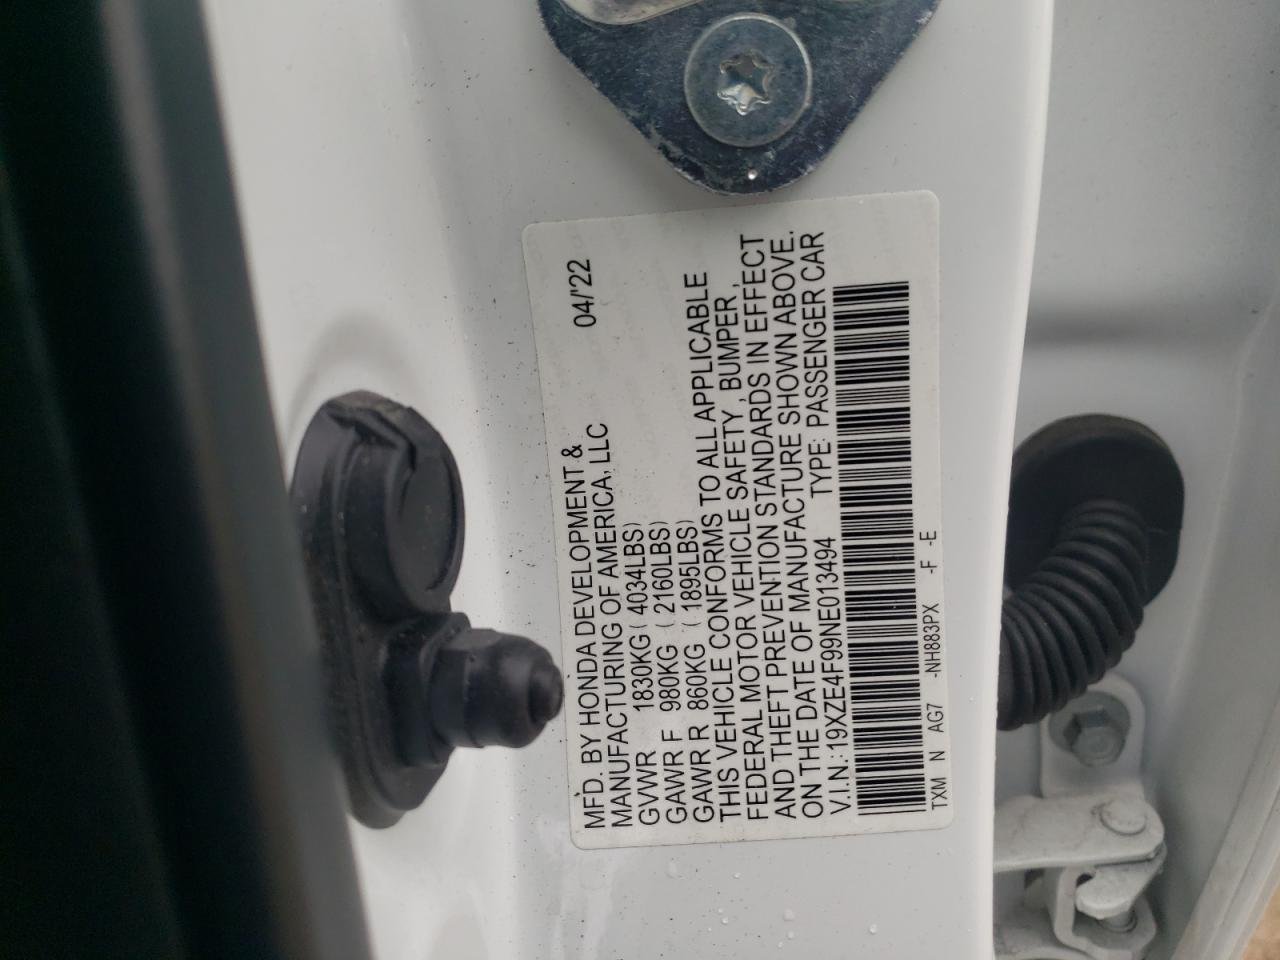 MFD. BY HONDA DEVELOPMENT & 04/'22
MANUFACTURING OF AMERICA, LLC
GVWR 1830KG ( 4034LBS)
GAWR F 980KG ( 2160LBS)
GAWR R 860KG ( 1895LBS)
THIS VEHICLE CONFORMS TO ALL APPLICABLE
FEDERAL MOTOR VEHICLE SAFETY, BUMPER,
AND THEFT PREVENTION STANDARDS IN EFFECT
ON THE DATE OF MANUFACTURE SHOWN ABOVE.
V.I.N.:19XZE4F99NE013494 TYPE: PASSENGER CAR
TXM N AG7 -NH883PX -F -E